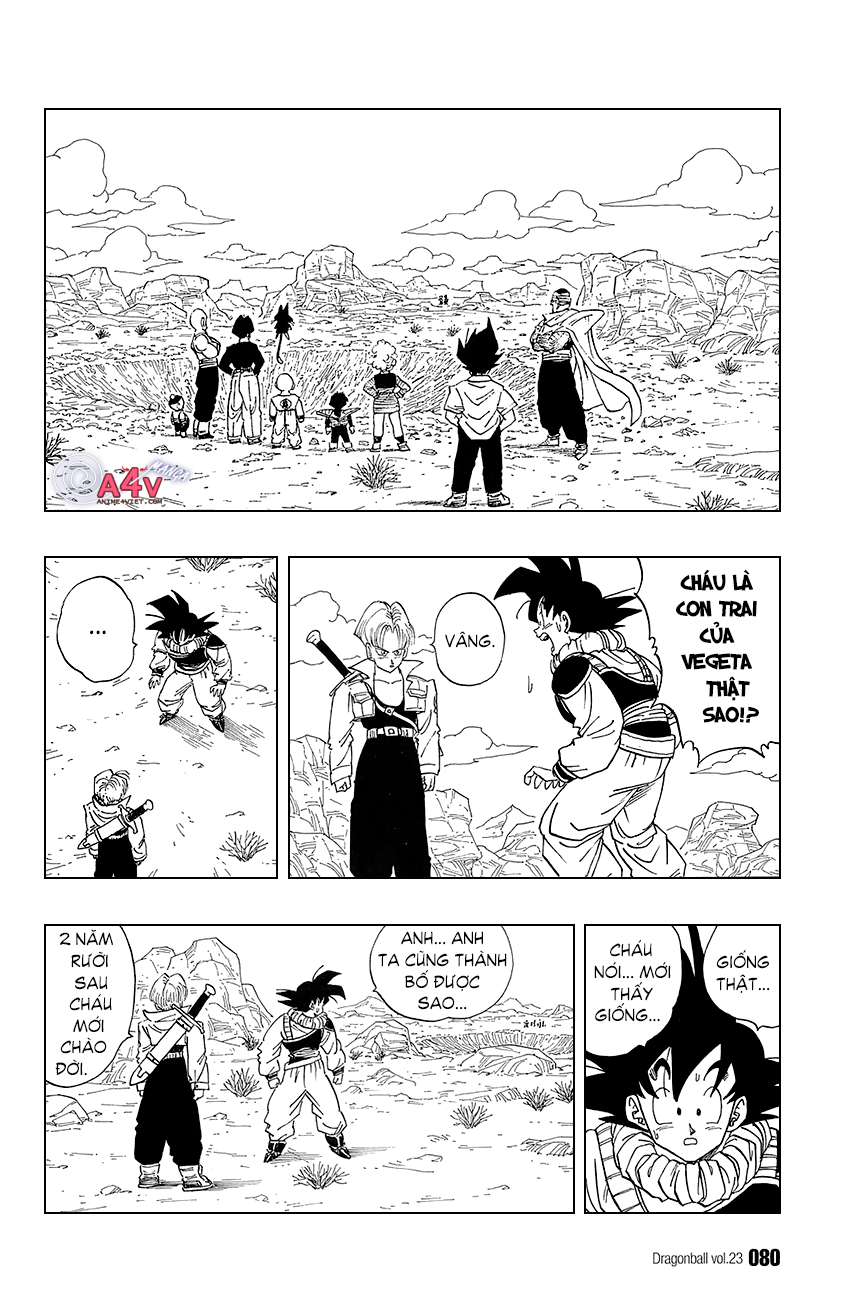 A4V
MANGA
ANIME4VIET.COM
CHÁU LÀ
CON TRAI
CỦA
VEGETA
THẬT
SAO!?
VÂNG.
...
GIỐNG
THẬT...
CHÁU
NÓI... MỚI
THẤY
GIỐNG...
ANH... ANH
TA CŨNG THÀNH
BỐ ĐƯỢC
SAO...
2 NĂM
RƯỠI
SAU
CHÁU
MỚI
CHÀO
ĐỜI.
Dragonball vol.23 080